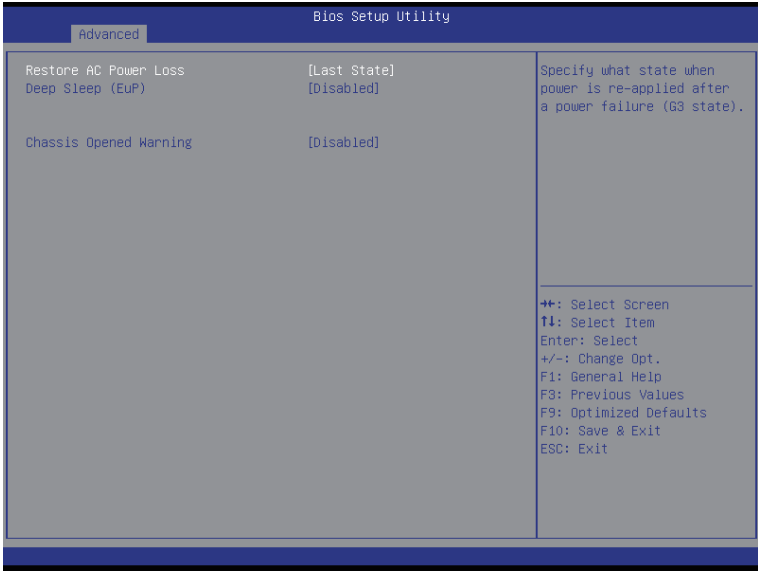 Bios Setup Utility
Advanced
Restore AC Power Loss [Last State]
Deep Sleep (EuP) [Disabled]
Chassis Opened Warning [Disabled]
Specify what state when
power is re-applied after
a power failure (G3 state).
→←: Select Screen
↑↓: Select Item
Enter: Select
+/-: Change Opt.
F1: General Help
F3: Previous Values
F9: Optimized Defaults
F10: Save & Exit
ESC: Exit